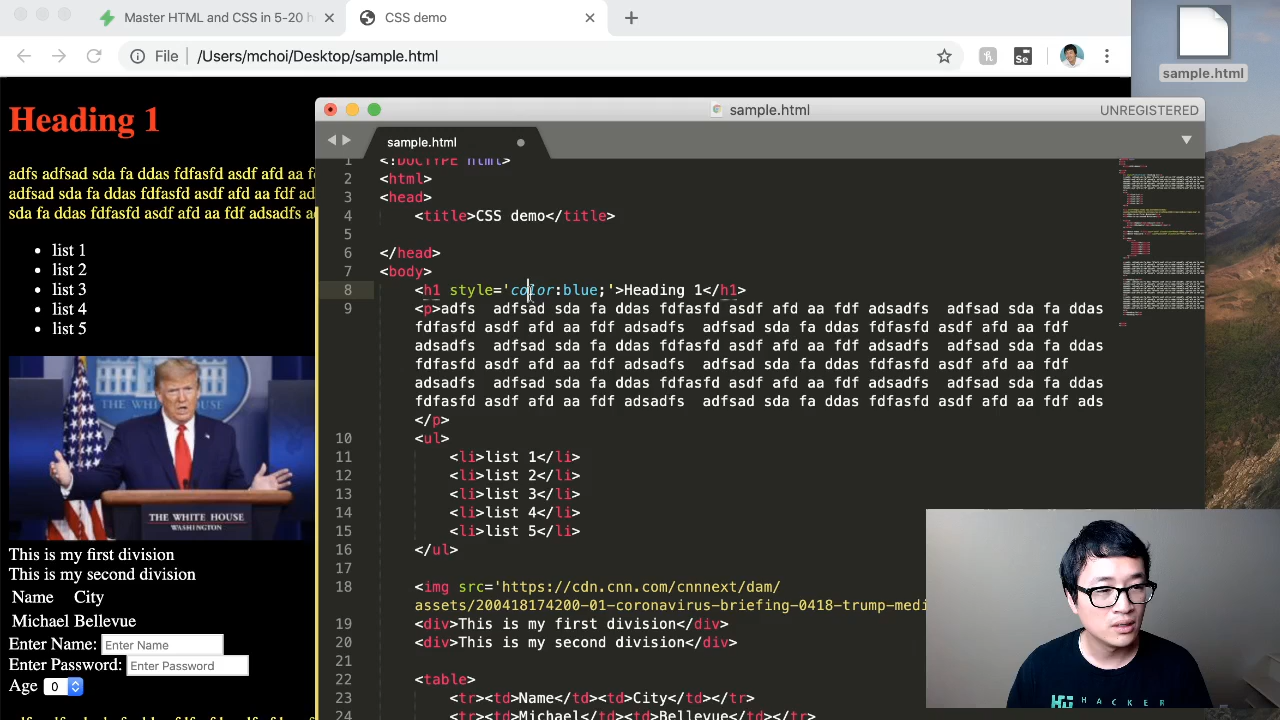 Master HTML and CSS in 5-20 h
CSS demo
File /Users/mchoi/Desktop/sample.html
Se
sample.html
Heading 1
adfs adfsad sda fa ddas fdfasfd asdf afd aa f
adfsad sda fa ddas fdfasfd asdf afd aa fdf ad
sda fa ddas fdfasfd asdf afd aa fdf adsadfs a
list 1
list 2
list 3
list 4
list 5
THE WHITE HOUSE
WASHINGTON
This is my first division
This is my second division
Name City
Michael Bellevue
Enter Name: Enter Name
Enter Password: Enter Password
Age 0
sample.html
UNREGISTERED
sample.html
1 <!DOCTYPE html>
2 <html>
3 <head>
4 <title>CSS demo</title>
5
6 </head>
7 <body>
8 <h1 style='color:blue;'>Heading 1</h1>
9 <p>adfs  adfsad sda fa ddas fdfasfd asdf afd aa fdf adsadfs  adfsad sda fa ddas
fdfasfd asdf afd aa fdf adsadfs  adfsad sda fa ddas fdfasfd asdf afd aa fdf
adsadfs  adfsad sda fa ddas fdfasfd asdf afd aa fdf adsadfs  adfsad sda fa ddas
fdfasfd asdf afd aa fdf adsadfs  adfsad sda fa ddas fdfasfd asdf afd aa fdf
adsadfs  adfsad sda fa ddas fdfasfd asdf afd aa fdf adsadfs  adfsad sda fa ddas
fdfasfd asdf afd aa fdf adsadfs  adfsad sda fa ddas fdfasfd asdf afd aa fdf ads
</p>
10 <ul>
11 <li>list 1</li>
12 <li>list 2</li>
13 <li>list 3</li>
14 <li>list 4</li>
15 <li>list 5</li>
16 </ul>
17
18 <img src='https://cdn.cnn.com/cnnnext/dam/
assets/200418174200-01-coronavirus-briefing-0418-trump-medi
19 <div>This is my first division</div>
20 <div>This is my second division</div>
21
22 <table>
23 <tr><td>Name</td><td>City</td></tr>
24 <tr><td>Michael</td><td>Bellevue</td></tr>
HACKER